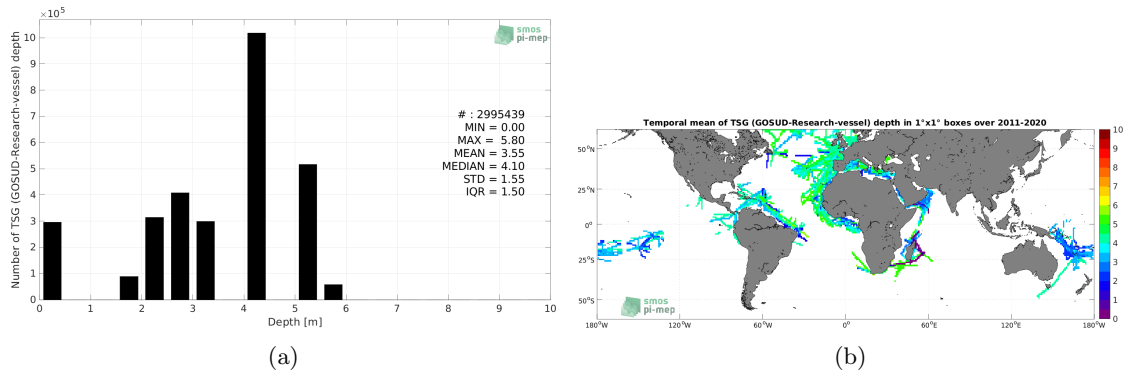 ×10⁵
10
9
8
7
6
5
4
3
2
1
0
Number of TSG (GOSUD-Research-vessel) depth
smos
pi-mep
# : 2995439
MIN = 0.00
MAX = 5.80
MEAN = 3.55
MEDIAN = 4.10
STD = 1.55
IQR = 1.50
0 1 2 3 4 5 6 7 8 9 10
Depth [m]
(a)
Temporal mean of TSG (GOSUD-Research-vessel) depth in 1°x1° boxes over 2011-2020
50°N
25°N
0°
25°S
50°S
smos
pi-mep
180°W 120°W 60°W 0° 60°E 120°E 180°W
10
9
8
7
6
5
4
3
2
1
0
(b)